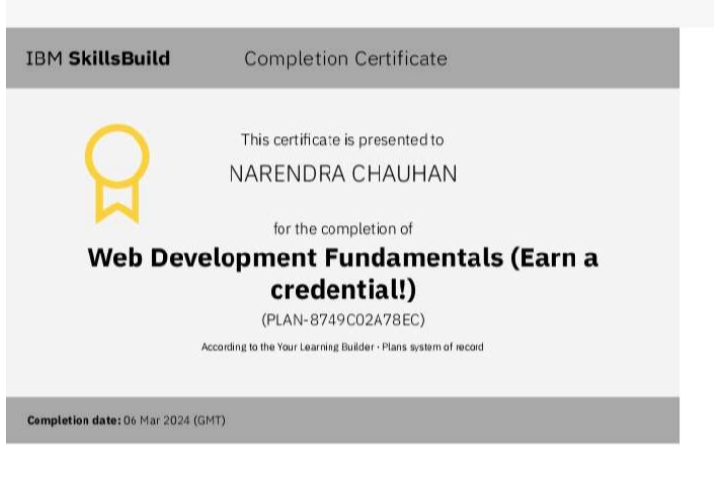 IBM SkillsBuild
Completion Certificate
This certificate is presented to
NARENDRA CHAUHAN
for the completion of
Web Development Fundamentals (Earn a
credential!)
(PLAN-8749C02A78EC)
According to the Your Learning Builder - Plans system of record
Completion date: 06 Mar 2024 (GMT)